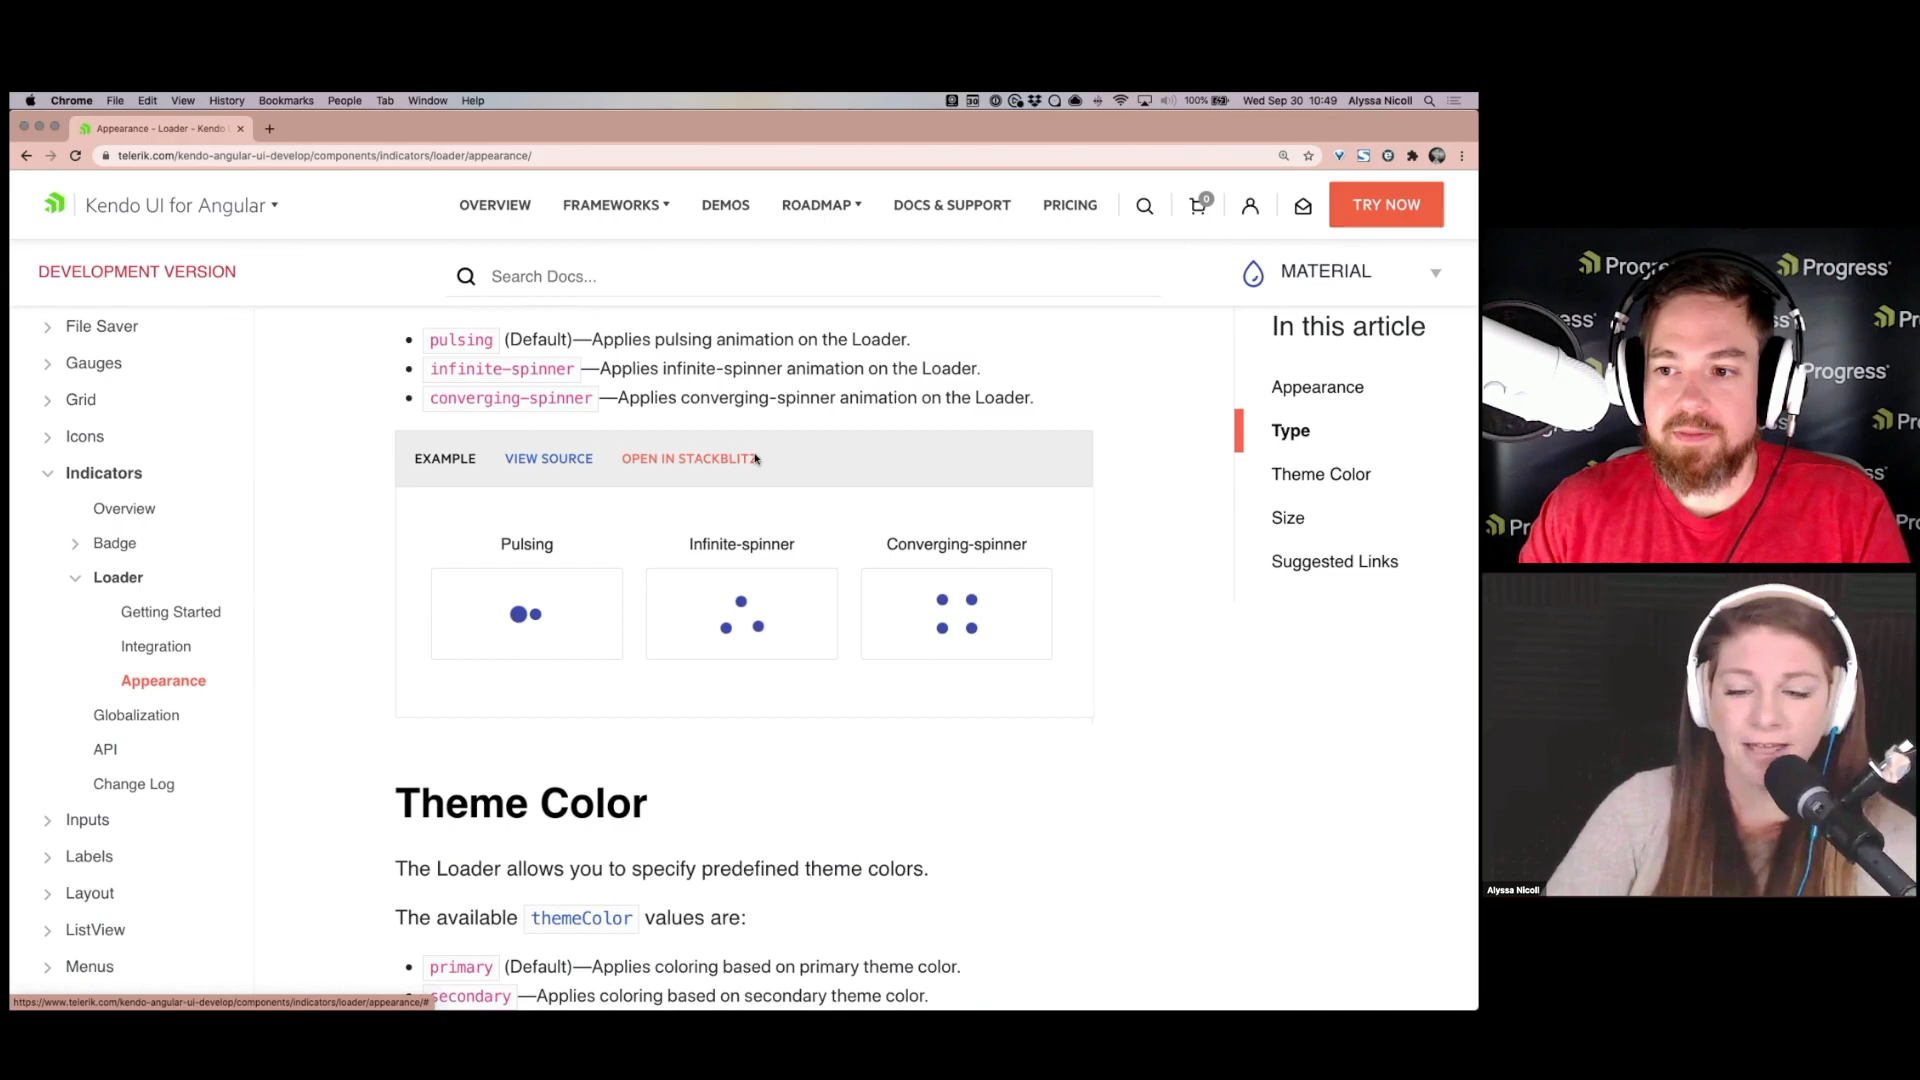 Chrome File Edit View History Bookmarks People Tab Window Help
30 100% Wed Sep 30 10:49 Alyssa Nicoll
Appearance - Loader - Kendo
telerik.com/kendo-angular-ui-develop/components/indicators/loader/appearance/
Kendo UI for Angular
OVERVIEW FRAMEWORKS DEMOS ROADMAP DOCS & SUPPORT PRICING 0 TRY NOW
DEVELOPMENT VERSION
Search Docs...
MATERIAL
File Saver
Gauges
Grid
Icons
Indicators
Overview
Badge
Loader
Getting Started
Integration
Appearance
Globalization
API
Change Log
Inputs
Labels
Layout
ListView
Menus
pulsing (Default)—Applies pulsing animation on the Loader.
infinite-spinner—Applies infinite-spinner animation on the Loader.
converging-spinner—Applies converging-spinner animation on the Loader.
EXAMPLE VIEW SOURCE OPEN IN STACKBLITZ
Pulsing Infinite-spinner Converging-spinner
Theme Color
The Loader allows you to specify predefined theme colors.
The available themeColor values are:
primary (Default)—Applies coloring based on primary theme color.
secondary—Applies coloring based on secondary theme color.
In this article
Appearance
Type
Theme Color
Size
Suggested Links
https://www.telerik.com/kendo-angular-ui-develop/components/indicators/loader/appearance/#
Progress
Progress
Progress
Alyssa Nicoll